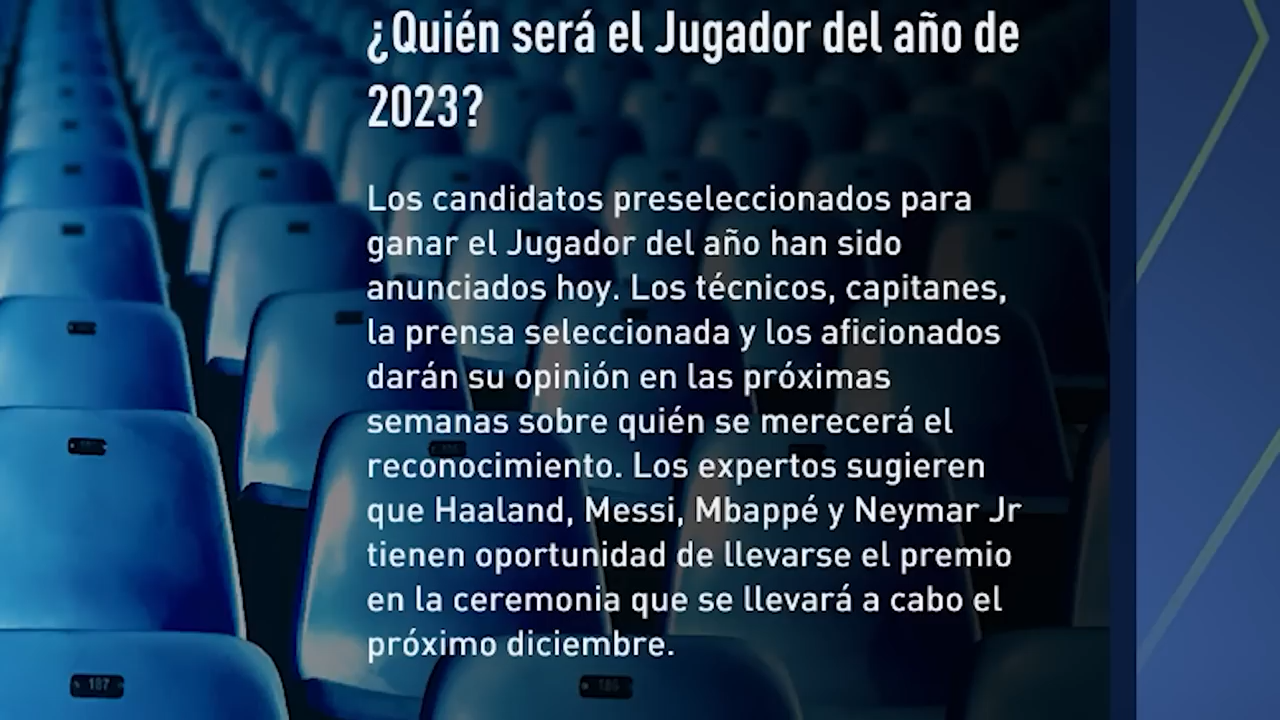 ¿Quién será el Jugador del año de
2023?
Los candidatos preseleccionados para
ganar el Jugador del año han sido
anunciados hoy. Los técnicos, capitanes,
la prensa seleccionada y los aficionados
darán su opinión en las próximas
semanas sobre quién se merecerá el
reconocimiento. Los expertos sugieren
que Haaland, Messi, Mbappé y Neymar Jr
tienen oportunidad de llevarse el premio
en la ceremonia que se llevará a cabo el
próximo diciembre.
187
186